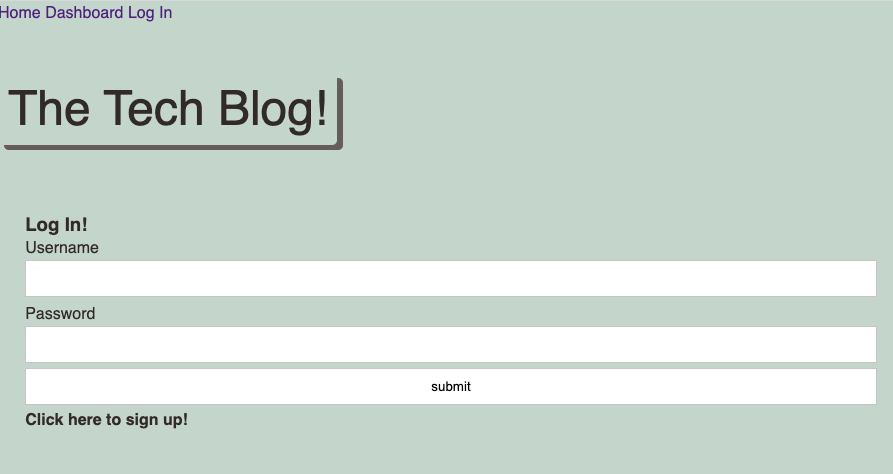 Home Dashboard Log In
The Tech Blog!
Log In!
Username
Password
submit
Click here to sign up!